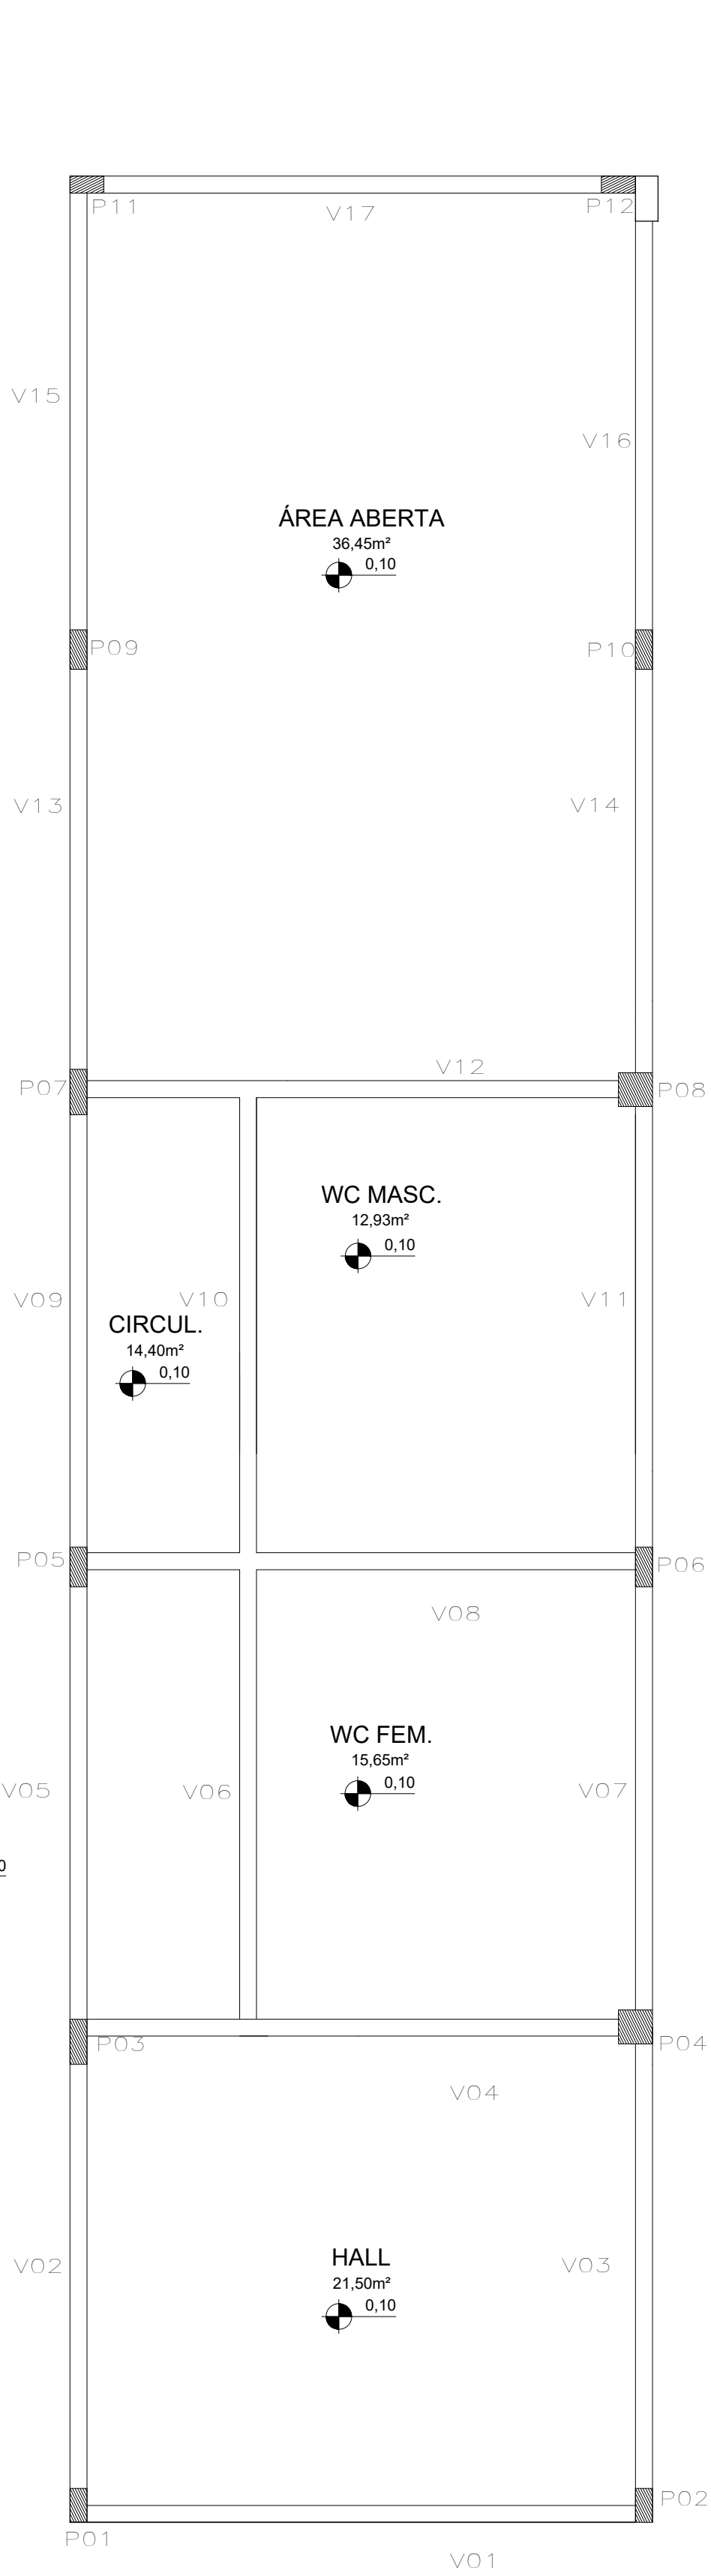 P11
V17
P12
V15
V16
ÁREA ABERTA
36,45m²
0,10
P09
P10
V13
V14
V12
P07
P08
WC MASC.
12,93m²
0,10
V09
V10
V11
CIRCUL.
14,40m²
0,10
P05
P06
V08
WC FEM.
15,65m²
0,10
V05
V06
V07
0
P03
P04
V04
HALL
21,50m²
0,10
V02
V03
P02
P01
V01